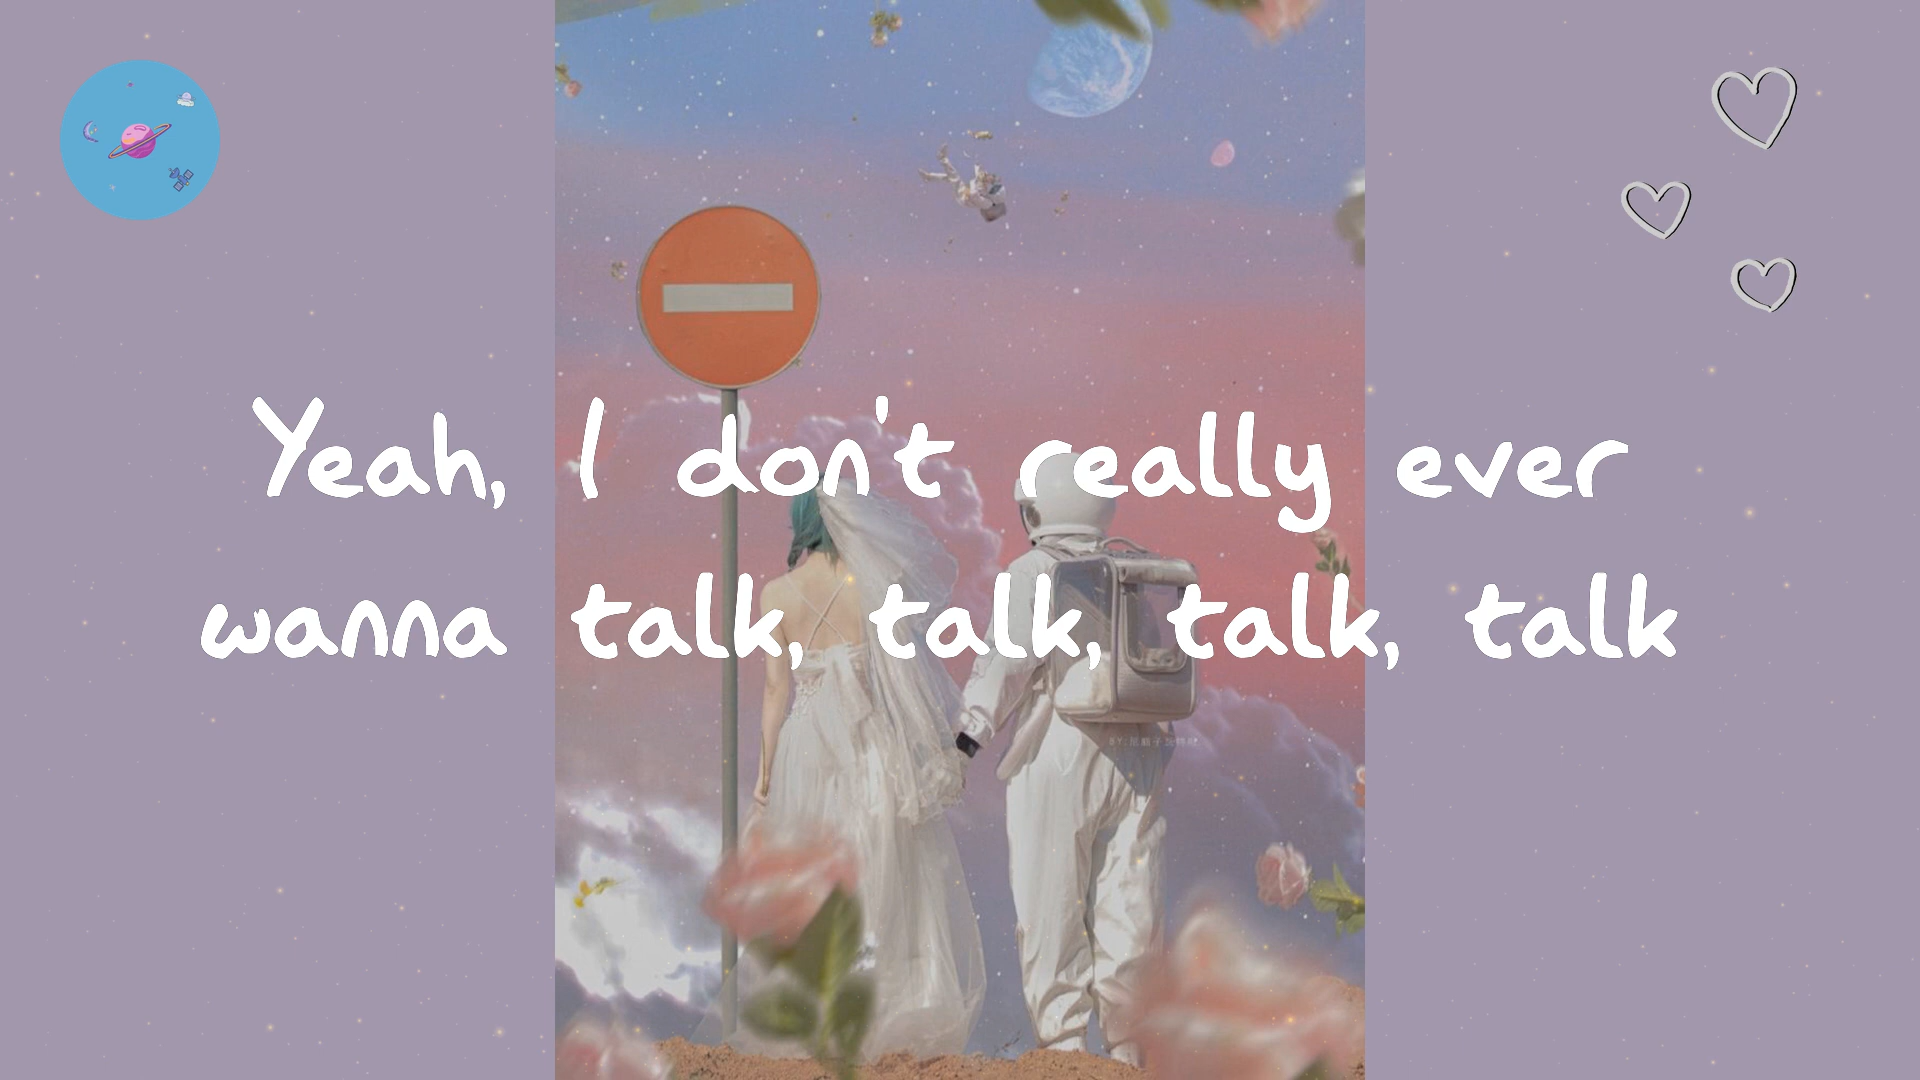 Yeah, I don't really ever
wanna talk, talk, talk, talk